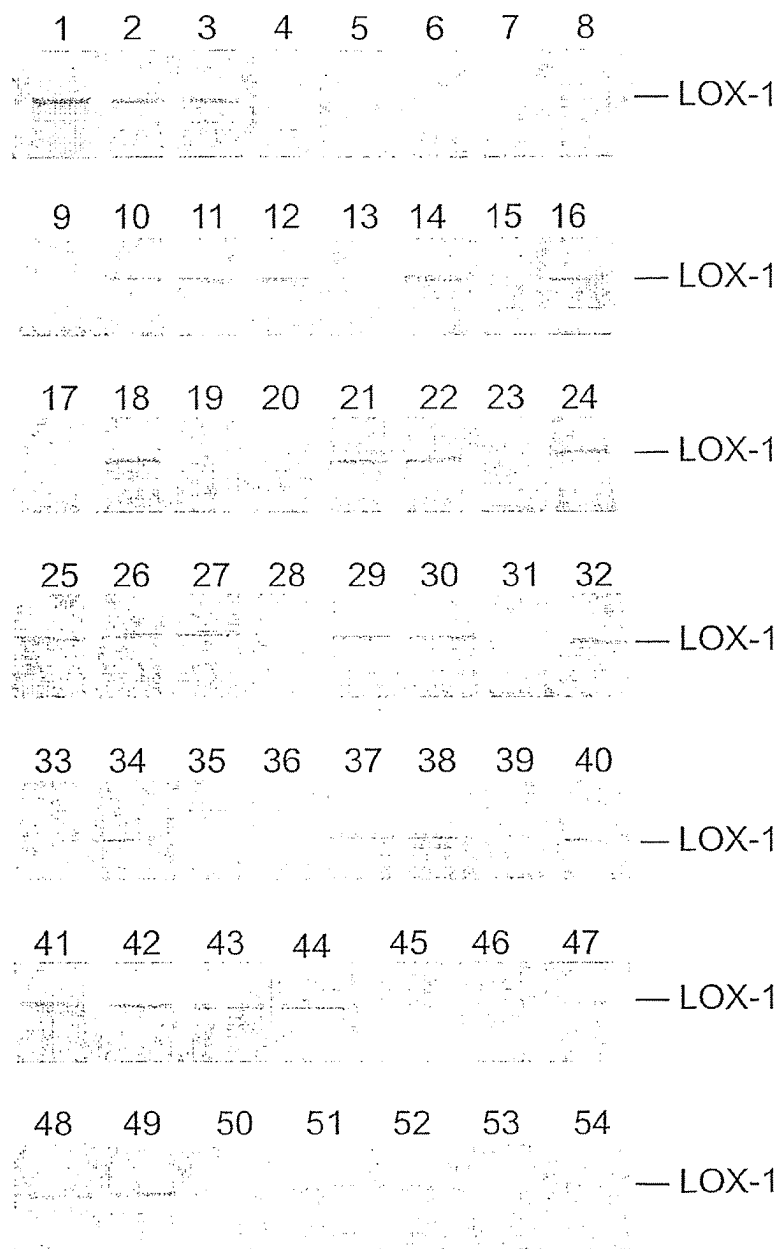 1 2 3 4 5 6 7 8
LOX-1
9 10 11 12 13 14 15 16
LOX-1
17 18 19 20 21 22 23 24
LOX-1
25 26 27 28 29 30 31 32
LOX-1
33 34 35 36 37 38 39 40
LOX-1
41 42 43 44 45 46 47
LOX-1
48 49 50 51 52 53 54
LOX-1